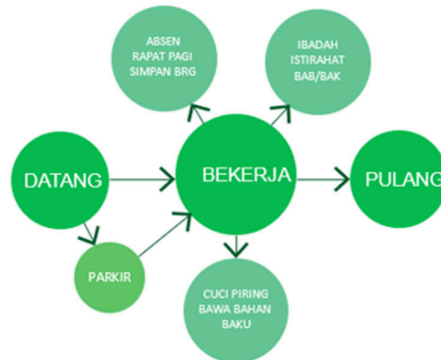 ABSEN
RAPAT PAGI
SIMPAN BRG
IBADAH
ISTIRAHAT
BAB/BAK
DATANG
BEKERJA
PULANG
PARKIR
CUCI PIRING
BAWA BAHAN
BAKU